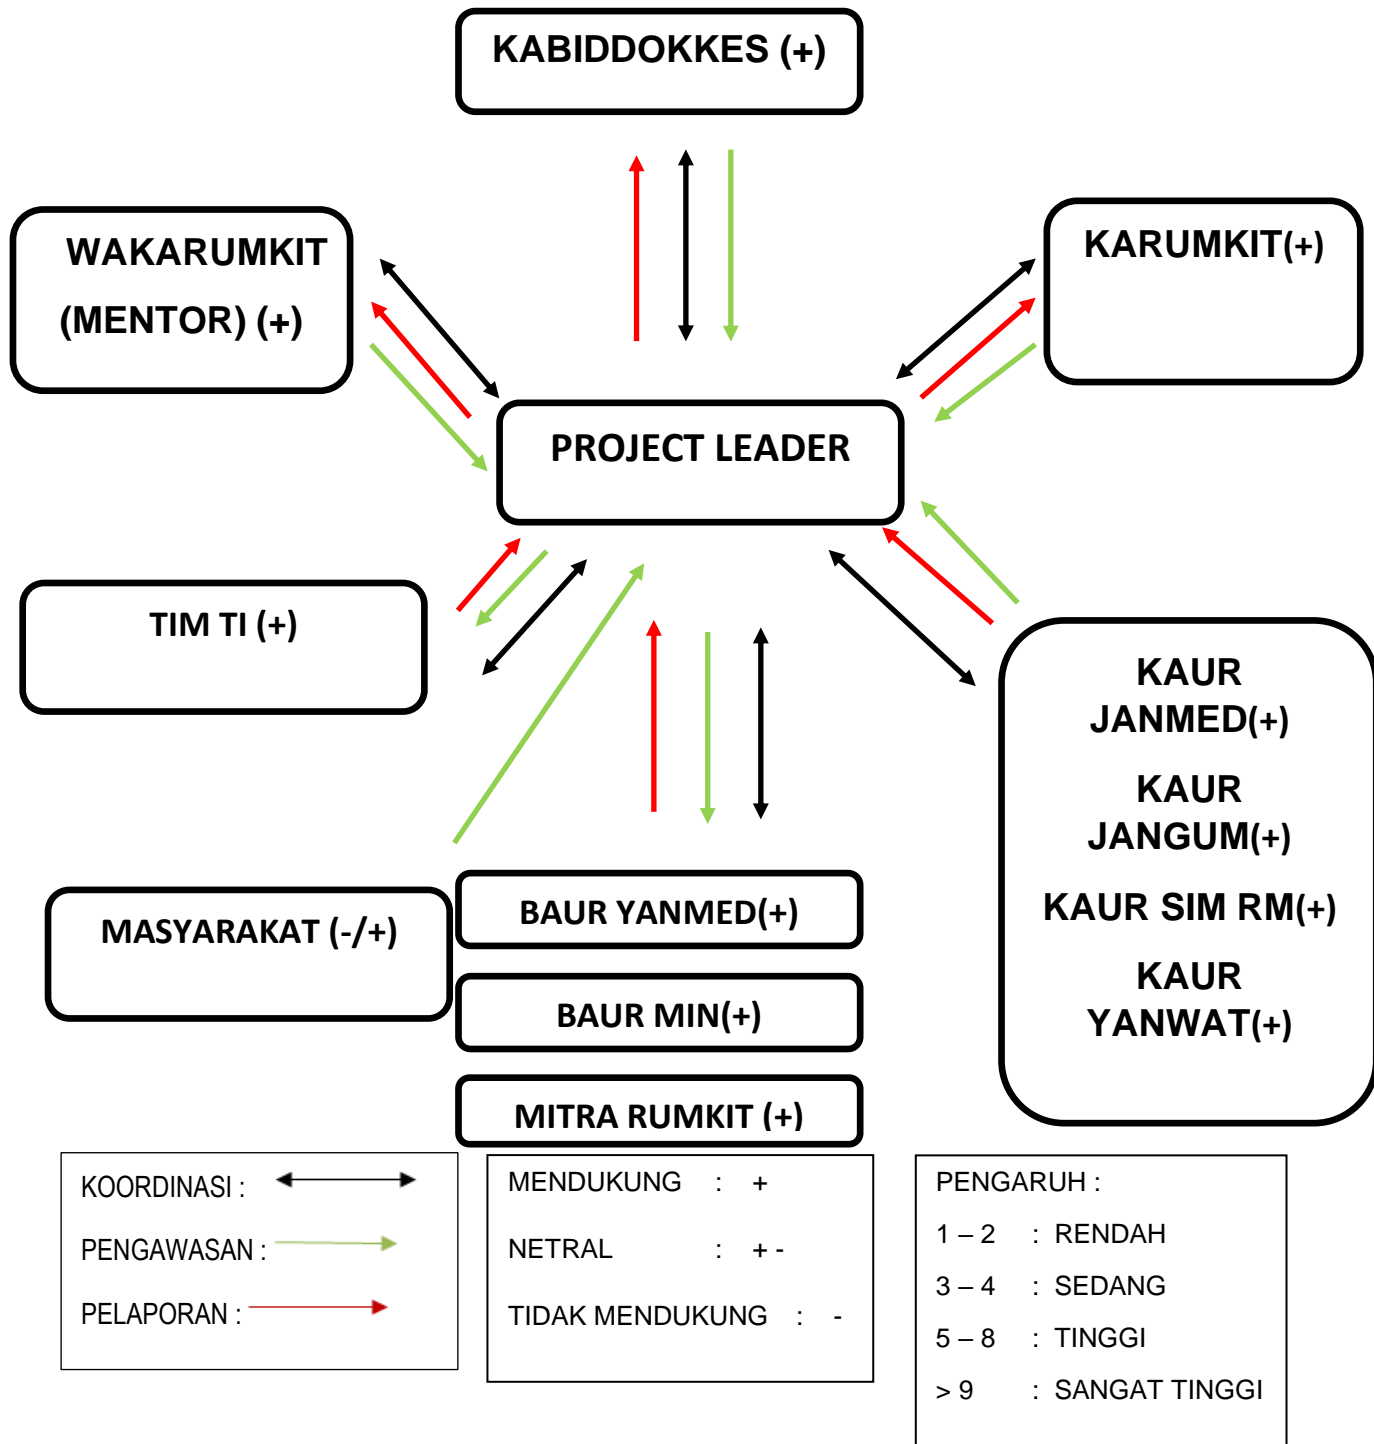 KABIDDOKKES (+)
WAKARUMKIT
(MENTOR) (+)
KARUMKIT(+)
PROJECT LEADER
TIM TI (+)
KAUR
JANMED(+)
KAUR
JANGUM(+)
KAUR SIM RM(+)
KAUR
YANWAT(+)
MASYARAKAT (-/+)
BAUR YANMED(+)
BAUR MIN(+)
MITRA RUMKIT (+)
KOORDINASI :
PENGAWASAN :
PELAPORAN :
MENDUKUNG : +
NETRAL : + -
TIDAK MENDUKUNG : -
PENGARUH :
1 – 2 : RENDAH
3 – 4 : SEDANG
5 – 8 : TINGGI
> 9 : SANGAT TINGGI